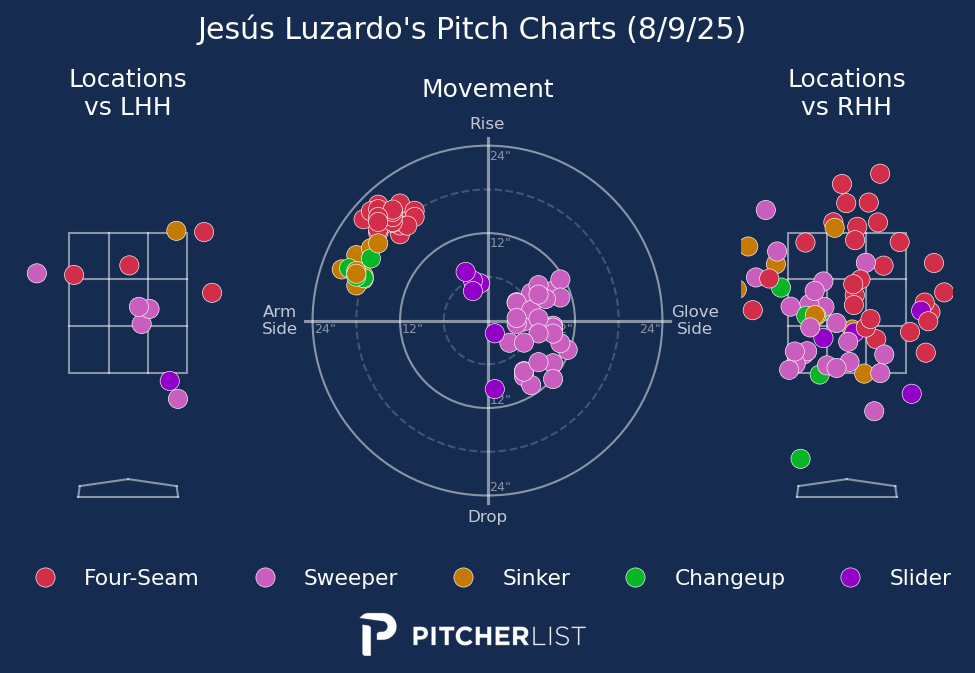 Jesús Luzardo's Pitch Charts (8/9/25)
Locations
vs LHH
Movement
Locations
vs RHH
Rise
24"
12"
Arm
Side
24"
12"
24"
Glove
Side
12"
24"
Drop
Four-Seam
Sweeper
Sinker
Changeup
Slider
PITCHERLIST